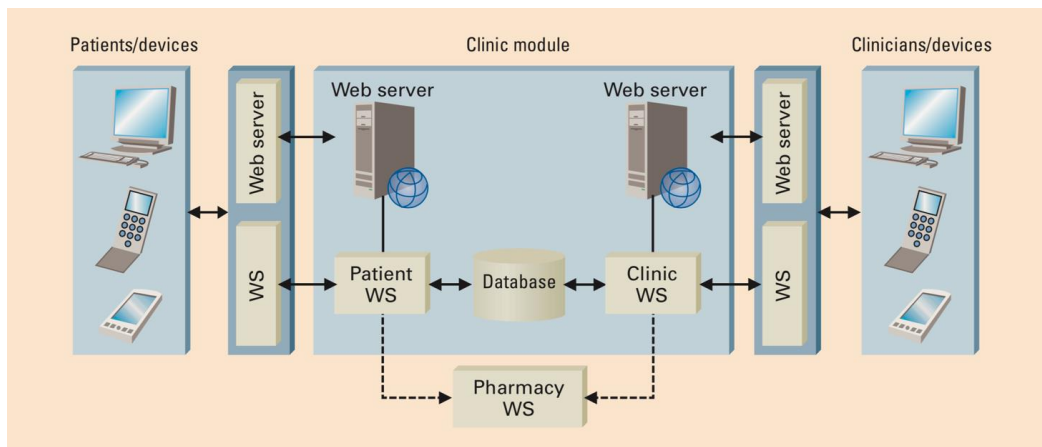 Patients/devices
Clinic module
Clinicians/devices
Web server
WS
Web server
Web server
Patient
WS
Database
Clinic
WS
Web server
WS
Pharmacy
WS